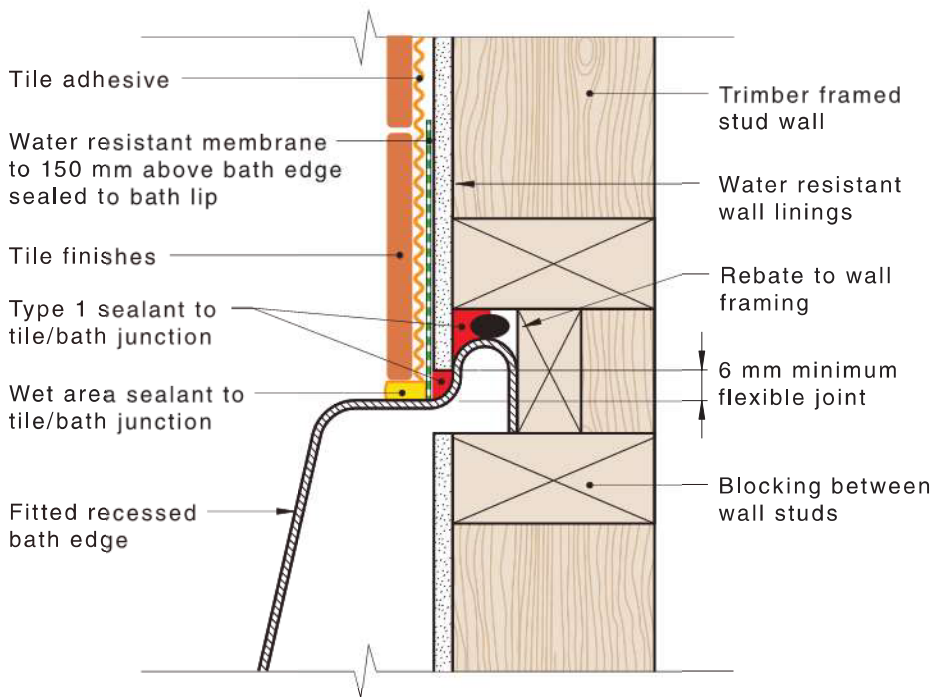 Tile adhesive
Water resistant membrane
to 150 mm above bath edge
sealed to bath lip
Tile finishes
Type 1 sealant to
tile/bath junction
Wet area sealant to
tile/bath junction
Fitted recessed
bath edge
Trimber framed
stud wall
Water resistant
wall linings
Rebate to wall
framing
6 mm minimum
flexible joint
Blocking between
wall studs